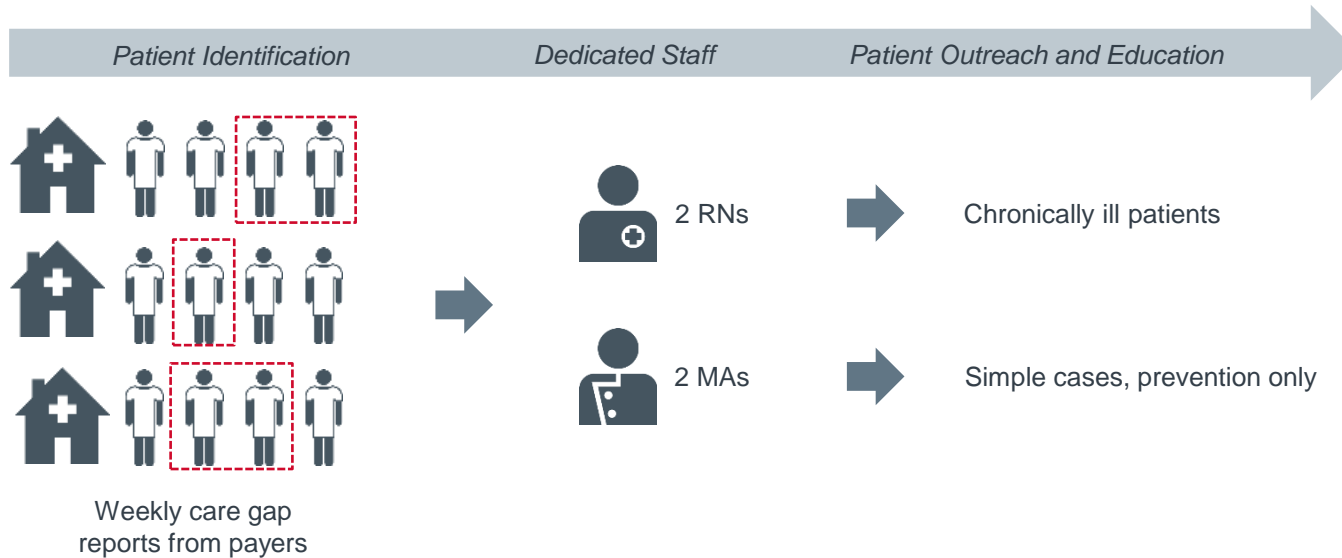 Patient Identification
Dedicated Staff
Patient Outreach and Education
2 RNs
Chronically ill patients
2 MAs
Simple cases, prevention only
Weekly care gap
reports from payers